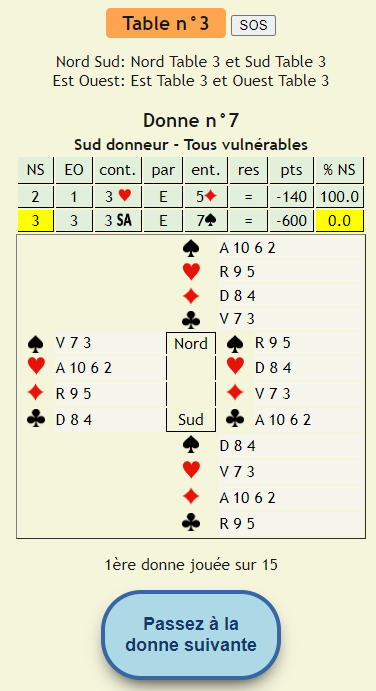 Table n°3 SOS
Nord Sud: Nord Table 3 et Sud Table 3
Est Ouest: Est Table 3 et Ouest Table 3
Donne n°7
Sud donneur - Tous vulnérables
NS EO cont. par E ent. res pts % NS
2 1 3 ♥ E 5♦ = -140 100.0
3 3 3 SA E 7♠ = -600 0.0
♠ A 10 6 2
♥ R 9 5
♦ D 8 4
♣ V 7 3
♠ V 7 3 Nord ♠ R 9 5
♥ A 10 6 2 ♥ D 8 4
♦ R 9 5 ♦ V 7 3
♣ D 8 4 Sud ♣ A 10 6 2
♠ D 8 4
♥ V 7 3
♦ A 10 6 2
♣ R 9 5
1ère donne jouée sur 15
Passez à la
donne suivante